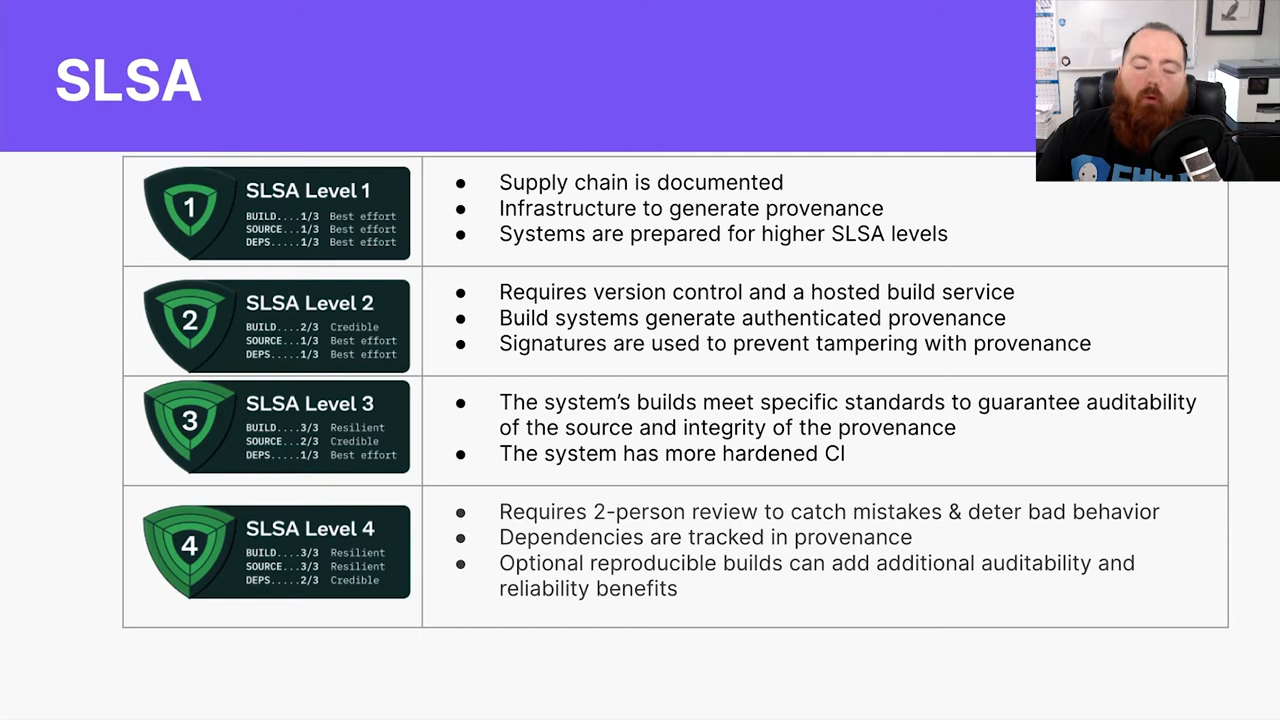 SLSA
1
SLSA Level 1
BUILD....1/3 Best effort
SOURCE...1/3 Best effort
DEPS.....1/3 Best effort
● Supply chain is documented
● Infrastructure to generate provenance
● Systems are prepared for higher SLSA levels
2
SLSA Level 2
BUILD....2/3 Credible
SOURCE...1/3 Best effort
DEPS.....1/3 Best effort
● Requires version control and a hosted build service
● Build systems generate authenticated provenance
● Signatures are used to prevent tampering with provenance
3
SLSA Level 3
BUILD....3/3 Resilient
SOURCE...2/3 Credible
DEPS.....1/3 Best effort
● The system’s builds meet specific standards to guarantee auditability
of the source and integrity of the provenance
● The system has more hardened CI
4
SLSA Level 4
BUILD....3/3 Resilient
SOURCE...3/3 Resilient
DEPS.....2/3 Credible
● Requires 2-person review to catch mistakes & deter bad behavior
● Dependencies are tracked in provenance
● Optional reproducible builds can add additional auditability and
reliability benefits